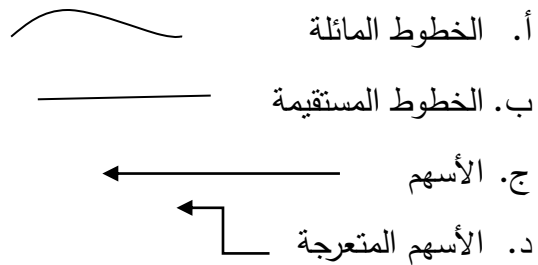 أ. الخطوط المائلة
ب. الخطوط المستقيمة
ج. الأسهم
د. الأسهم المتعرجة